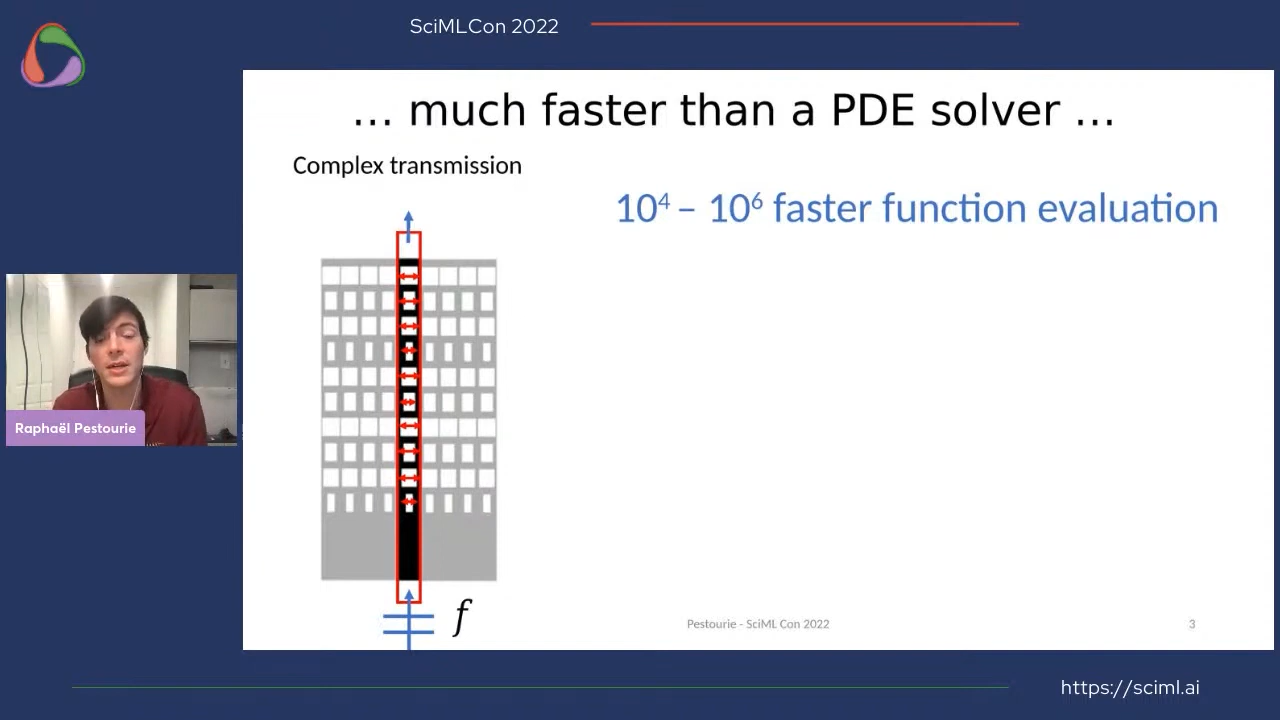 SciMLCon 2022
... much faster than a PDE solver ...
Complex transmission
10⁴ – 10⁶ faster function evaluation
Raphaël Pestourie
f
Pestourie - SciML Con 2022
3
https://sciml.ai